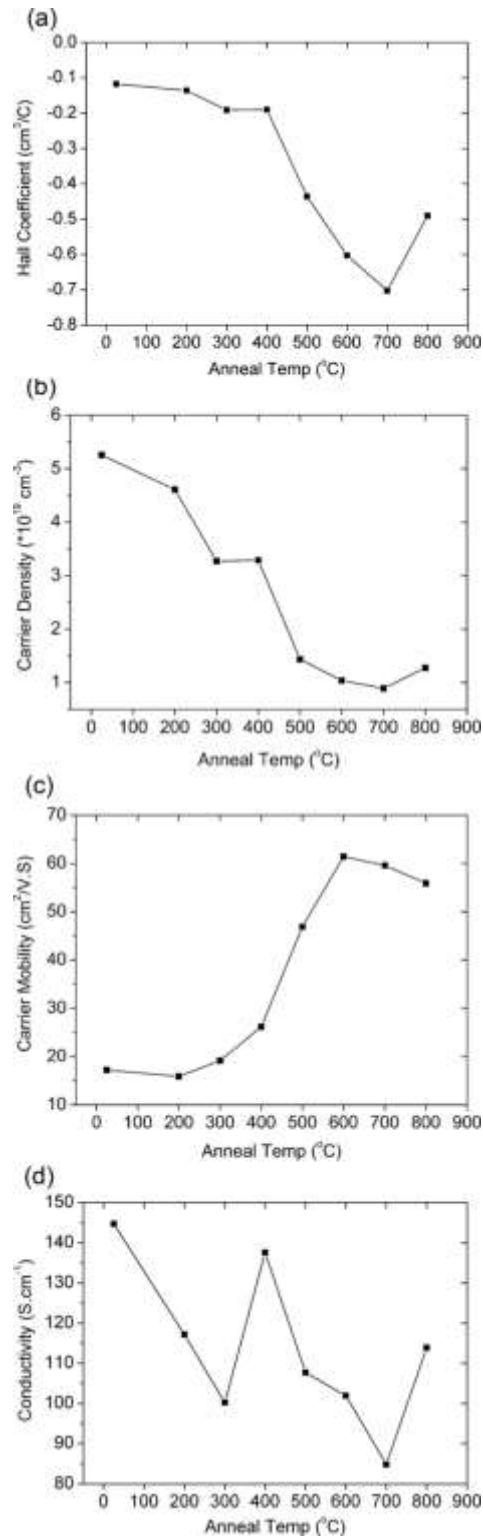 (a)
0.0
-0.1
-0.2
-0.3
-0.4
-0.5
-0.6
-0.7
-0.8
Hall Coefficient (cm³/C)
0 100 200 300 400 500 600 700 800 900
Anneal Temp (⁰C)
(b)
6
5
4
3
2
1
Carrier Density (*10¹⁹ cm⁻³)
0 100 200 300 400 500 600 700 800 900
Anneal Temp (⁰C)
(c)
70
60
50
40
30
20
10
Carrier Mobility (cm²/V.S)
0 100 200 300 400 500 600 700 800 900
Anneal Temp (⁰C)
(d)
150
140
130
120
110
100
90
80
Conductivity (S.cm⁻¹)
0 100 200 300 400 500 600 700 800 900
Anneal Temp (⁰C)